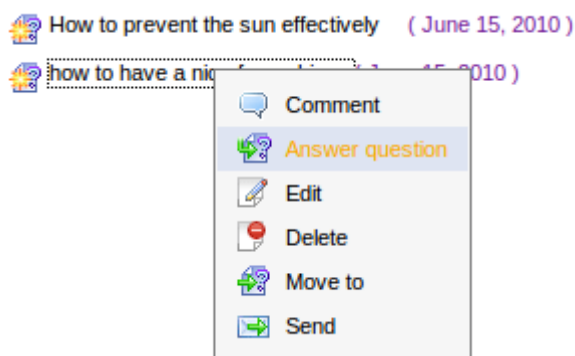 How to prevent the sun effectively ( June 15, 2010 )
how to have a 2010 )
Comment
Answer question
Edit
Delete
Move to
Send